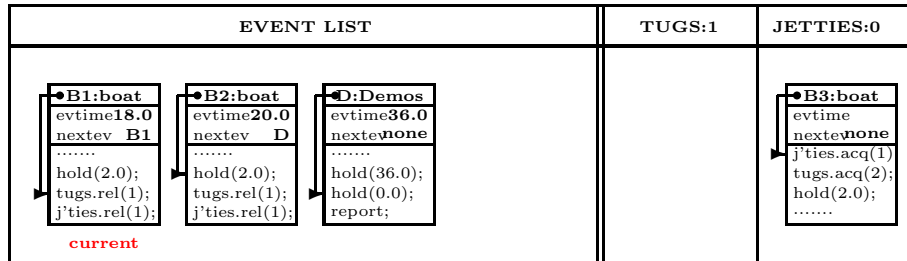 EVENT LIST TUGS:1 JETTIES:0
B1:boat B2:boat D:Demos B3:boat
evtime18.0 evtime20.0 evtime36.0 evtime
nextev B1 nextev D nextevnone nextevnone
....... ....... ....... j'ties.acq(1)
hold(2.0); hold(2.0); hold(36.0); tugs.acq(2);
tugs.rel(1); tugs.rel(1); hold(0.0); hold(2.0);
j'ties.rel(1); j'ties.rel(1); report; .......
current